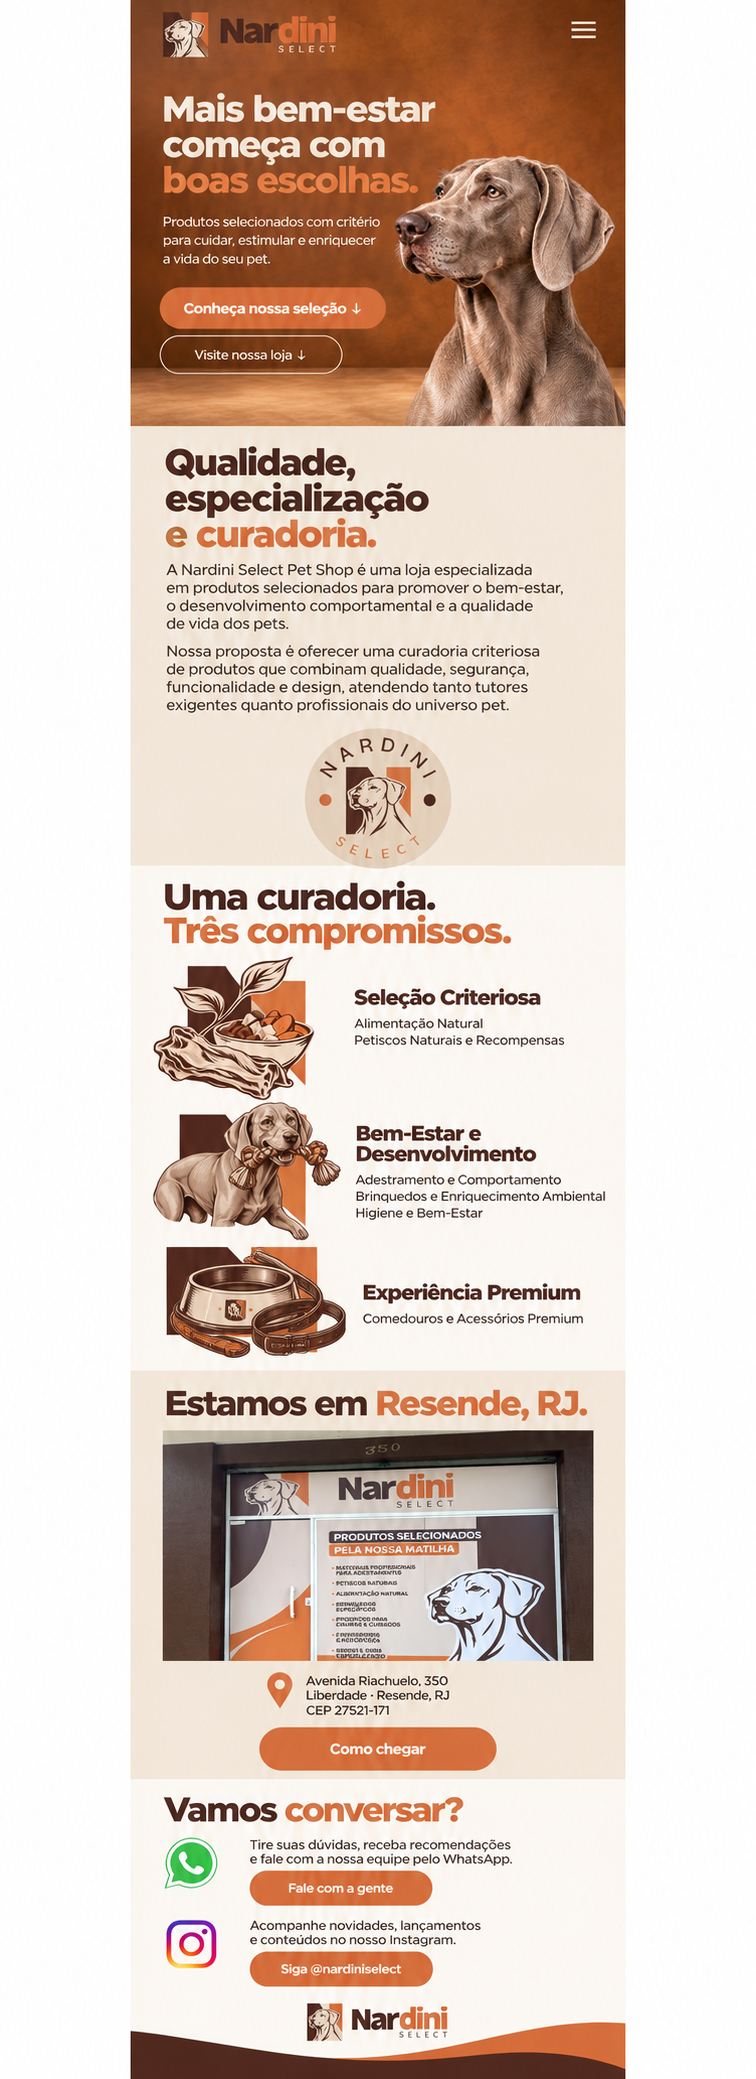 Nardini
SELECT
Mais bem-estar
começa com
boas escolhas.
Produtos selecionados com critério
para cuidar, estimular e enriquecer
a vida do seu pet.
Conheça nossa seleção ↓
Visite nossa loja ↓
Qualidade,
especialização
e curadoria.
A Nardini Select Pet Shop é uma loja especializada
em produtos selecionados para promover o bem-estar,
o desenvolvimento comportamental e a qualidade
de vida dos pets.
Nossa proposta é oferecer uma curadoria criteriosa
de produtos que combinam qualidade, segurança,
funcionalidade e design, atendendo tanto tutores
exigentes quanto profissionais do universo pet.
NARDINI
SELECT
Uma curadoria.
Três compromissos.
Seleção Criteriosa
Alimentação Natural
Petiscos Naturais e Recompensas
Bem-Estar e
Desenvolvimento
Adestramento e Comportamento
Brinquedos e Enriquecimento Ambiental
Higiene e Bem-Estar
Experiência Premium
Comedouros e Acessórios Premium
Estamos em Resende, RJ.
350
Nardini
SELECT
PRODUTOS SELECIONADOS
PELA NOSSA MATILHA
• MATERIAIS PROFISSIONAIS
PARA ADESTRAMENTO
• PETISCOS NATURAIS
• ALIMENTAÇÃO NATURAL
Avenida Riachuelo, 350
Liberdade · Resende, RJ
CEP 27521-171
Como chegar
Vamos conversar?
Tire suas dúvidas, receba recomendações
e fale com a nossa equipe pelo WhatsApp.
Fale com a gente
Acompanhe novidades, lançamentos
e conteúdos no nosso Instagram.
Siga @nardiniselect
Nardini
SELECT